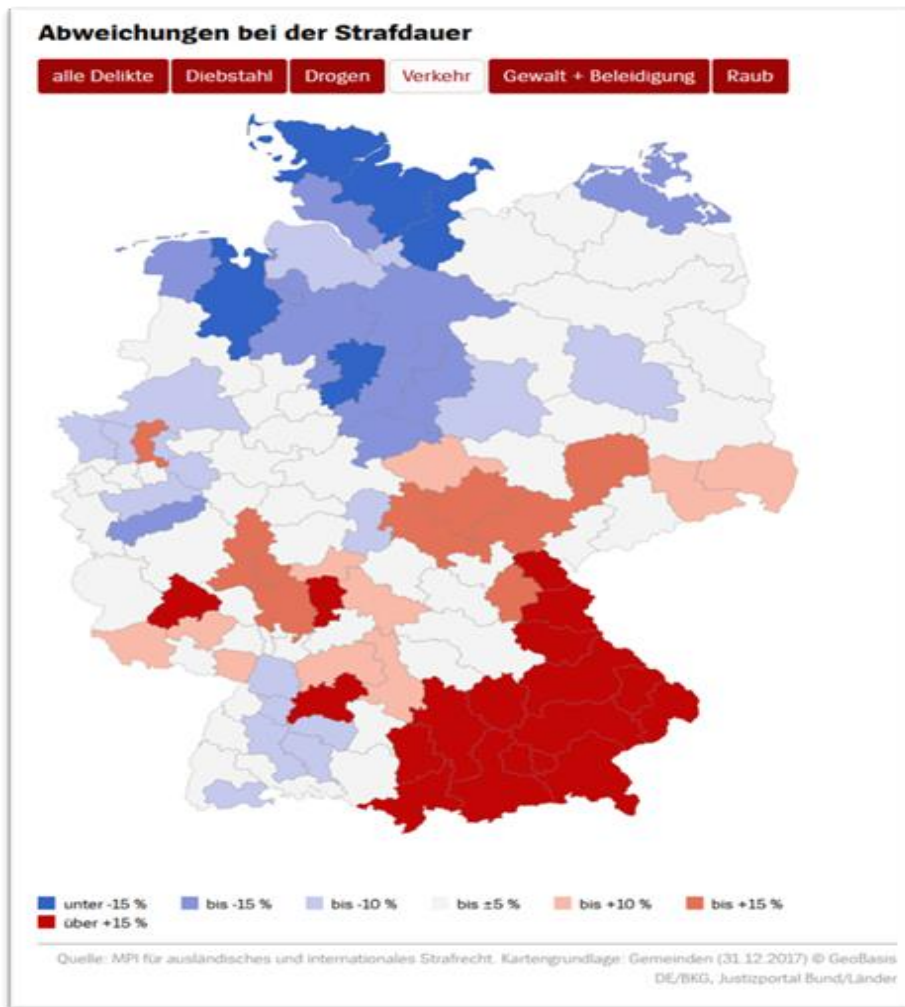 Abweichungen bei der Strafdauer
alle Delikte Diebstahl Drogen Verkehr Gewalt + Beleidigung Raub
unter -15 % bis -15 % bis -10 % bis ±5 % bis +10 % bis +15 %
über +15 %
Quelle: MPI für ausländisches und internationales Strafrecht. Kartengrundlage: Gemeinden (31.12.2017) © GeoBasis
DE/BKG, Justizportal Bund/Länder